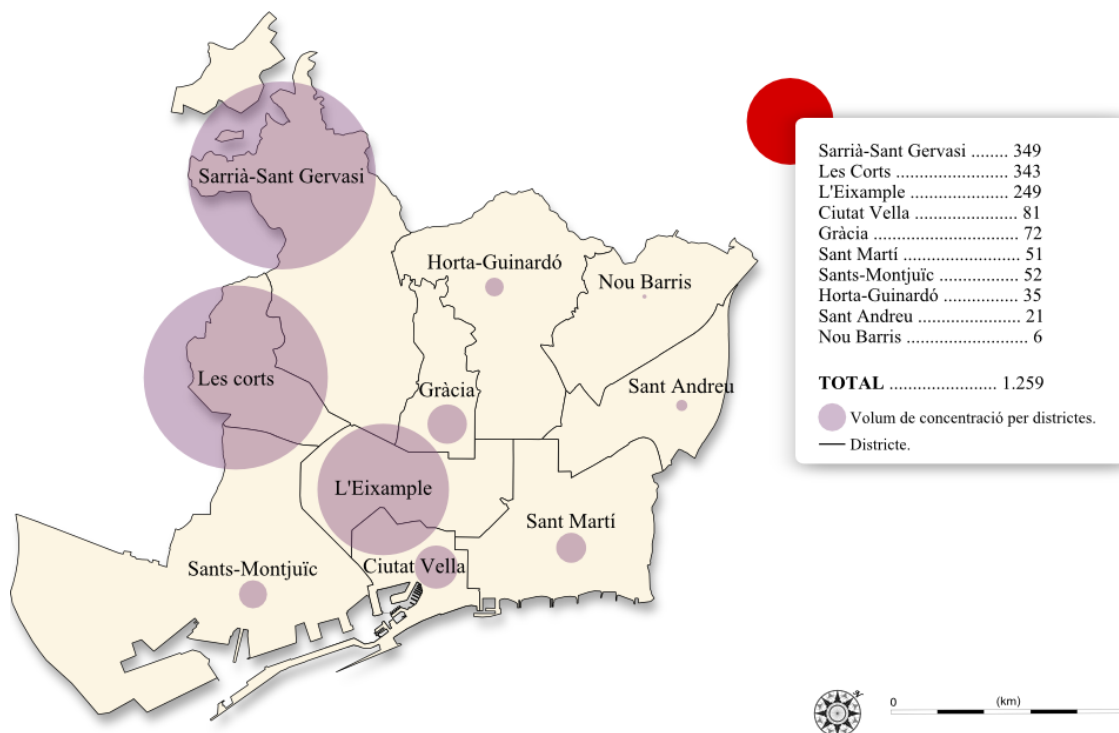 Sarrià-Sant Gervasi
Horta-Guinardó
Nou Barris
Les corts
Gràcia
Sant Andreu
L'Eixample
Sant Martí
Sants-Montjuïc
Ciutat Vella
Sarrià-Sant Gervasi ........ 349
Les Corts ........................... 343
L'Eixample ........................ 249
Ciutat Vella ........................ 81
Gràcia ................................. 72
Sant Martí .......................... 51
Sants-Montjuïc ................... 52
Horta-Guinardó .................. 35
Sant Andreu ....................... 21
Nou Barris ............................ 6
TOTAL ...................... 1.259
Volum de concentració per districtes.
Districte.
0 (km)